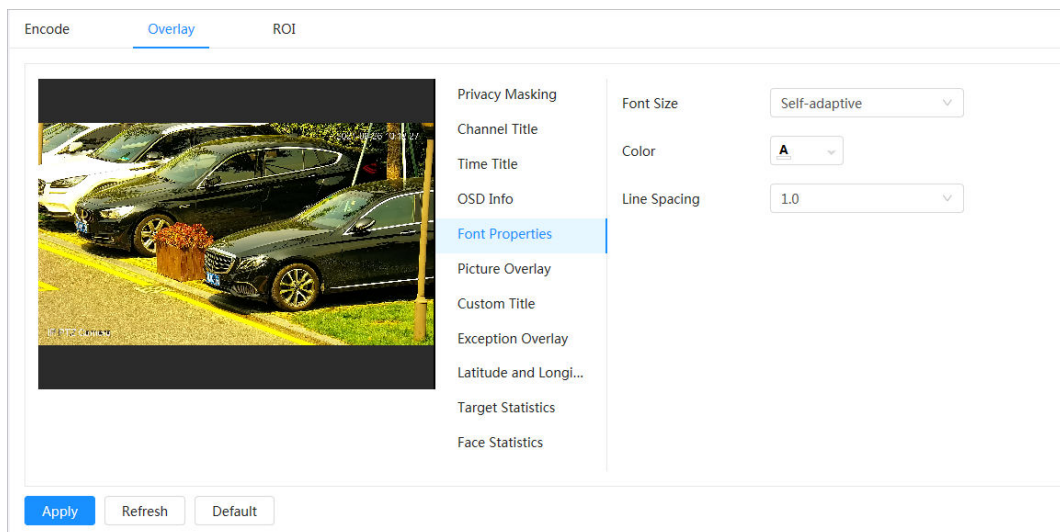 Encode
Overlay
ROI
Privacy Masking
Channel Title
Time Title
OSD Info
Font Properties
Picture Overlay
Custom Title
Exception Overlay
Latitude and Longi...
Target Statistics
Face Statistics
Font Size
Self-adaptive
Color
A
Line Spacing
1.0
Apply
Refresh
Default